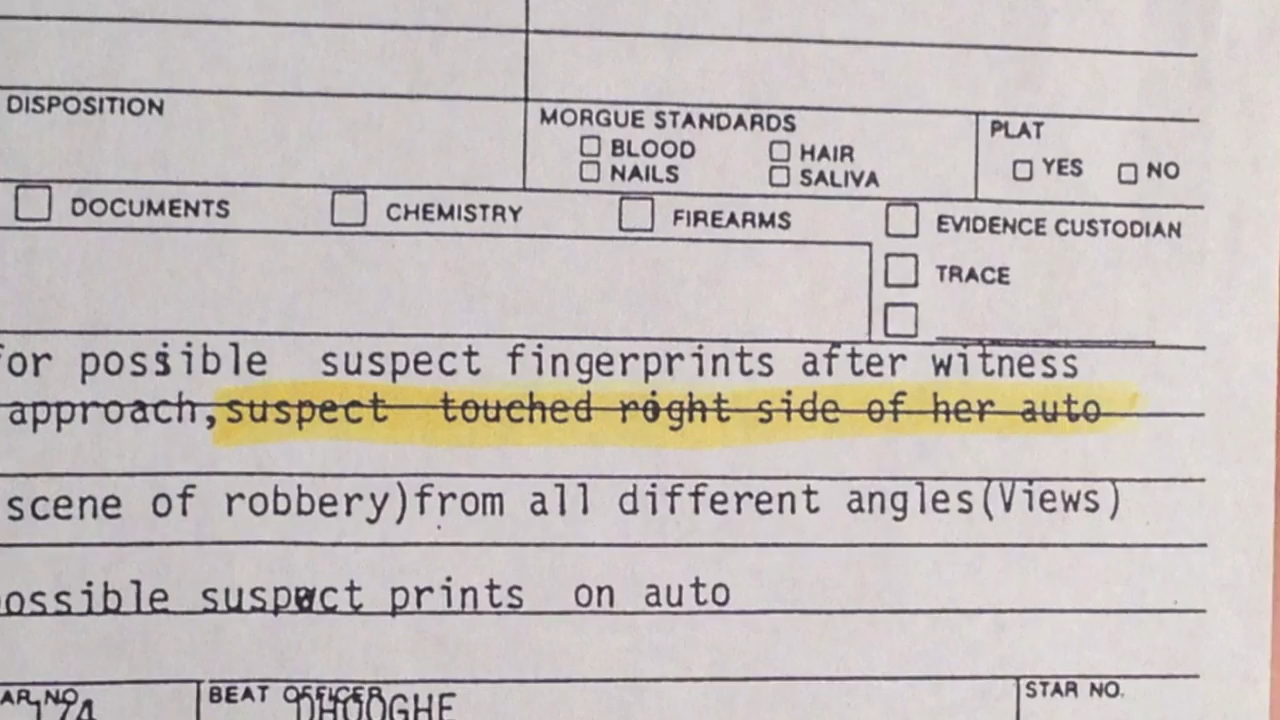 DISPOSITION
MORGUE STANDARDS
PLAT
BLOOD
HAIR
YES
NO
NAILS
SALIVA
DOCUMENTS
CHEMISTRY
FIREARMS
EVIDENCE CUSTODIAN
TRACE
for possible suspect fingerprints after witness
approach,suspect touched right side of her auto
scene of robbery)from all different angles(Views)
possible suspect prints on auto
BEAT OFFICER
DHOOGHE
STAR NO.